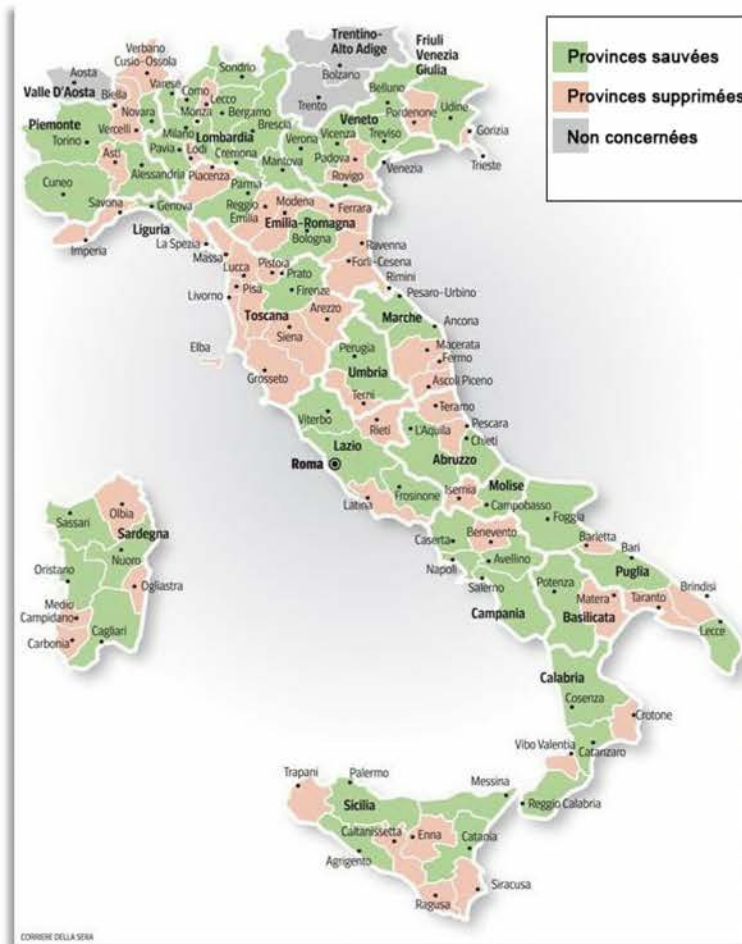 Provinces sauvées
Provinces supprimées
Non concernées
Trentino-
Alto Adige
Friuli
Venezia
Giulia
Verbano
Cusio-Ossola
Aosta
Valle D'Aosta
Biella
Varese
Sondrio
Como
Lecco
Bolzano
Trento
Belluno
Udine
Pordenone
Gorizia
Trieste
Piemonte
Novara
Vercelli
Torino
Monza
Bergamo
Milano
Lombardia
Brescia
Verona
Vicenza
Veneto
Treviso
Padova
Venezia
Asti
Pavia
Lodi
Cremona
Mantova
Rovigo
Cuneo
Alessandria
Piacenza
Parma
Savona
Genova
Reggio
Emilia
Modena
Ferrara
Emilia-Romagna
Bologna
Liguria
Imperia
La Spezia
Massa
Ravenna
Forlì-Cesena
Rimini
Lucca
Pistoia
Prato
Pisa
Firenze
Livorno
Pesaro-Urbino
Toscana
Arezzo
Marche
Ancona
Siena
Macerata
Fermo
Elba
Perugia
Umbria
Grosseto
Ascoli Piceno
Terni
Teramo
Viterbo
Rieti
L'Aquila
Pescara
Chieti
Lazio
Roma
Abruzzo
Latina
Frosinone
Isernia
Molise
Campobasso
Foggia
Olbia
Sassari
Sardegna
Nuoro
Oristano
Ogliastra
Medio
Campidano
Carbonia
Cagliari
Caserta
Benevento
Barietta
Bari
Napoli
Avellino
Puglia
Salerno
Potenza
Matera
Taranto
Brindisi
Campania
Basilicata
Lecce
Calabria
Cosenza
Crotone
Vibo Valentia
Catanzaro
Trapani
Palermo
Messina
Reggio Calabria
Sicilia
Caltanissetta
Enna
Catania
Agrigento
Siracusa
Ragusa
CORRIERE DELLA SERA